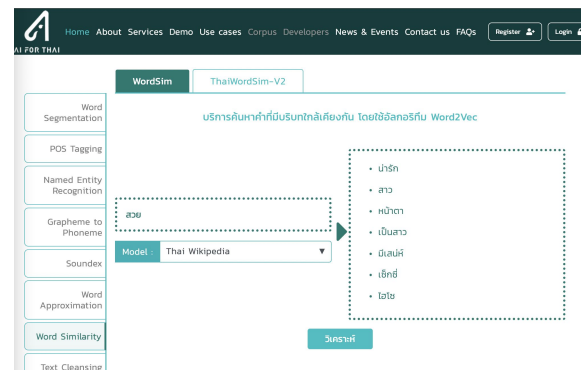 Home About Services Demo Use cases Corpus Developers News & Events Contact us FAQs Register Login
AI FOR THAI
WordSim ThaiWordSim-V2
บริการค้นหาคำที่มีบริบทใกล้เคียงกัน โดยใช้อัลกอริทึม Word2Vec
Word
Segmentation
POS Tagging
Named Entity
Recognition
Grapheme to
Phoneme
Soundex
Word
Approximation
Word Similarity
Text Cleansing
สวย
Model : Thai Wikipedia
• น่ารัก
• สาว
• หน้าตา
• เป็นสาว
• มีเสน่ห์
• เซ็กซี่
• ไฮโซ
วิเคราะห์